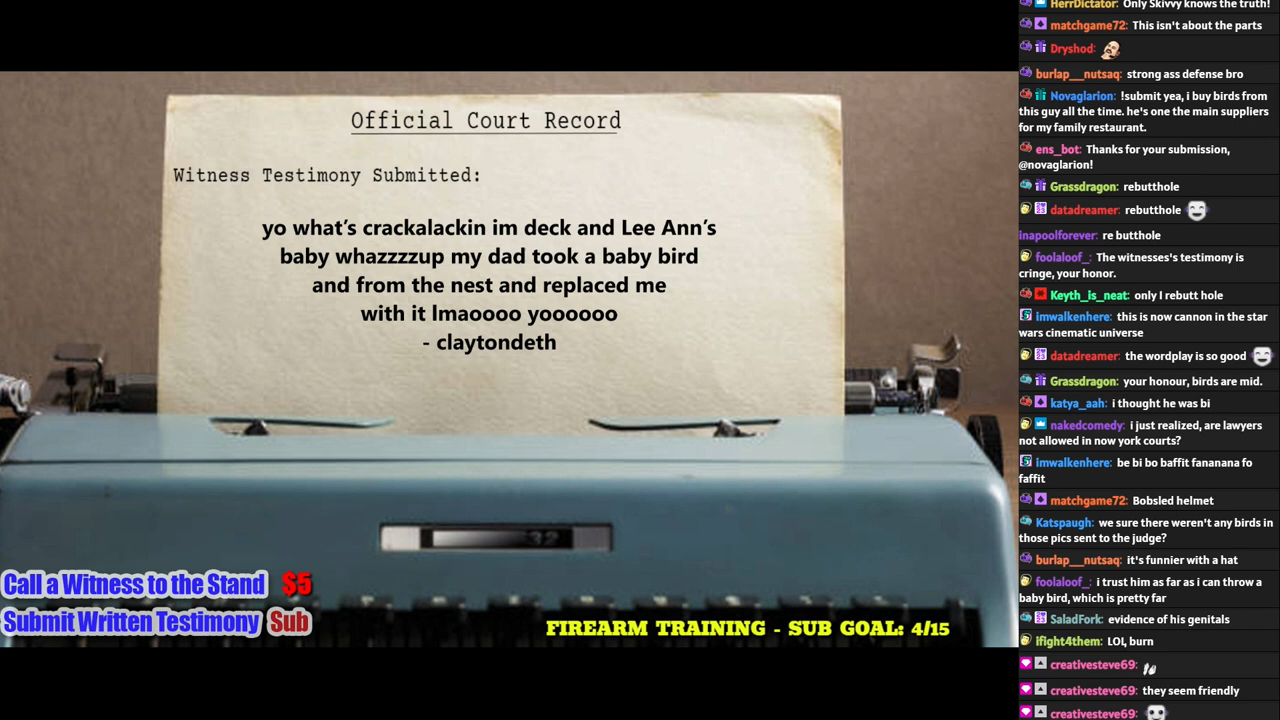 Official Court Record
Witness Testimony Submitted:
yo what’s crackalackin im deck and Lee Ann’s
baby whazzzzup my dad took a baby bird
and from the nest and replaced me
with it lmaoooo yoooooo
- claytondeth
32
Call a Witness to the Stand $5
Submit Written Testimony Sub
FIREARM TRAINING - SUB GOAL: 4/15
HerrDictator: Only Skivvy knows the truth!
matchgame72: This isn't about the parts
Dryshod:
burlap__nutsaq: strong ass defense bro
Novaglarion: !submit yea, i buy birds from
this guy all the time. he's one the main suppliers
for my family restaurant.
ens_bot: Thanks for your submission,
@novaglarion!
Grassdragon: rebutthole
datadreamer: rebutthole
inapoolforever: re butthole
foolaloof_: The witnesses's testimony is
cringe, your honor.
Keyth_is_neat: only I rebutt hole
imwalkenhere: this is now cannon in the star
wars cinematic universe
datadreamer: the wordplay is so good
Grassdragon: your honour, birds are mid.
katya_aah: i thought he was bi
nakedcomedy: i just realized, are lawyers
not allowed in now york courts?
imwalkenhere: be bi bo baffit fananana fo
faffit
matchgame72: Bobsled helmet
Katspaugh: we sure there weren't any birds in
those pics sent to the judge?
burlap__nutsaq: it's funnier with a hat
foolaloof_: i trust him as far as i can throw a
baby bird, which is pretty far
SaladFork: evidence of his genitals
ifight4them: LOL, burn
creativesteve69:
creativesteve69: they seem friendly
creativesteve69: